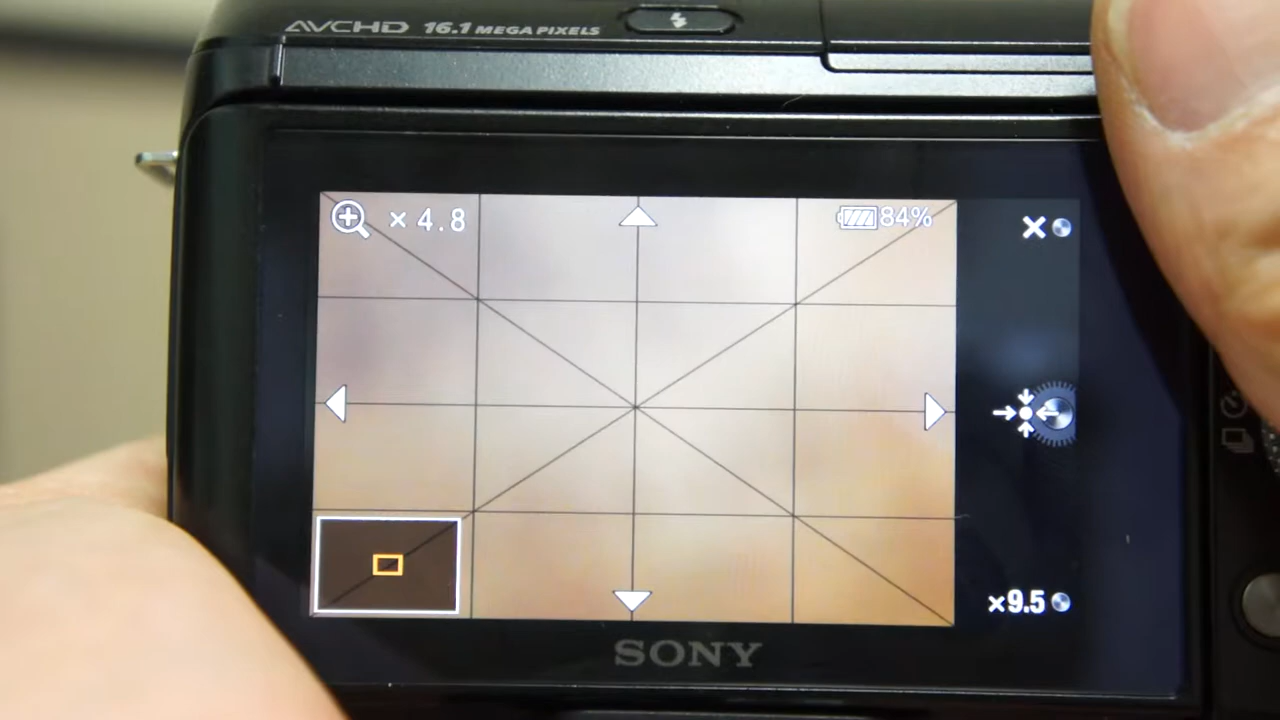 AVCHD 16.1 MEGA PIXELS
× 4.8
84%
×
×9.5
SONY